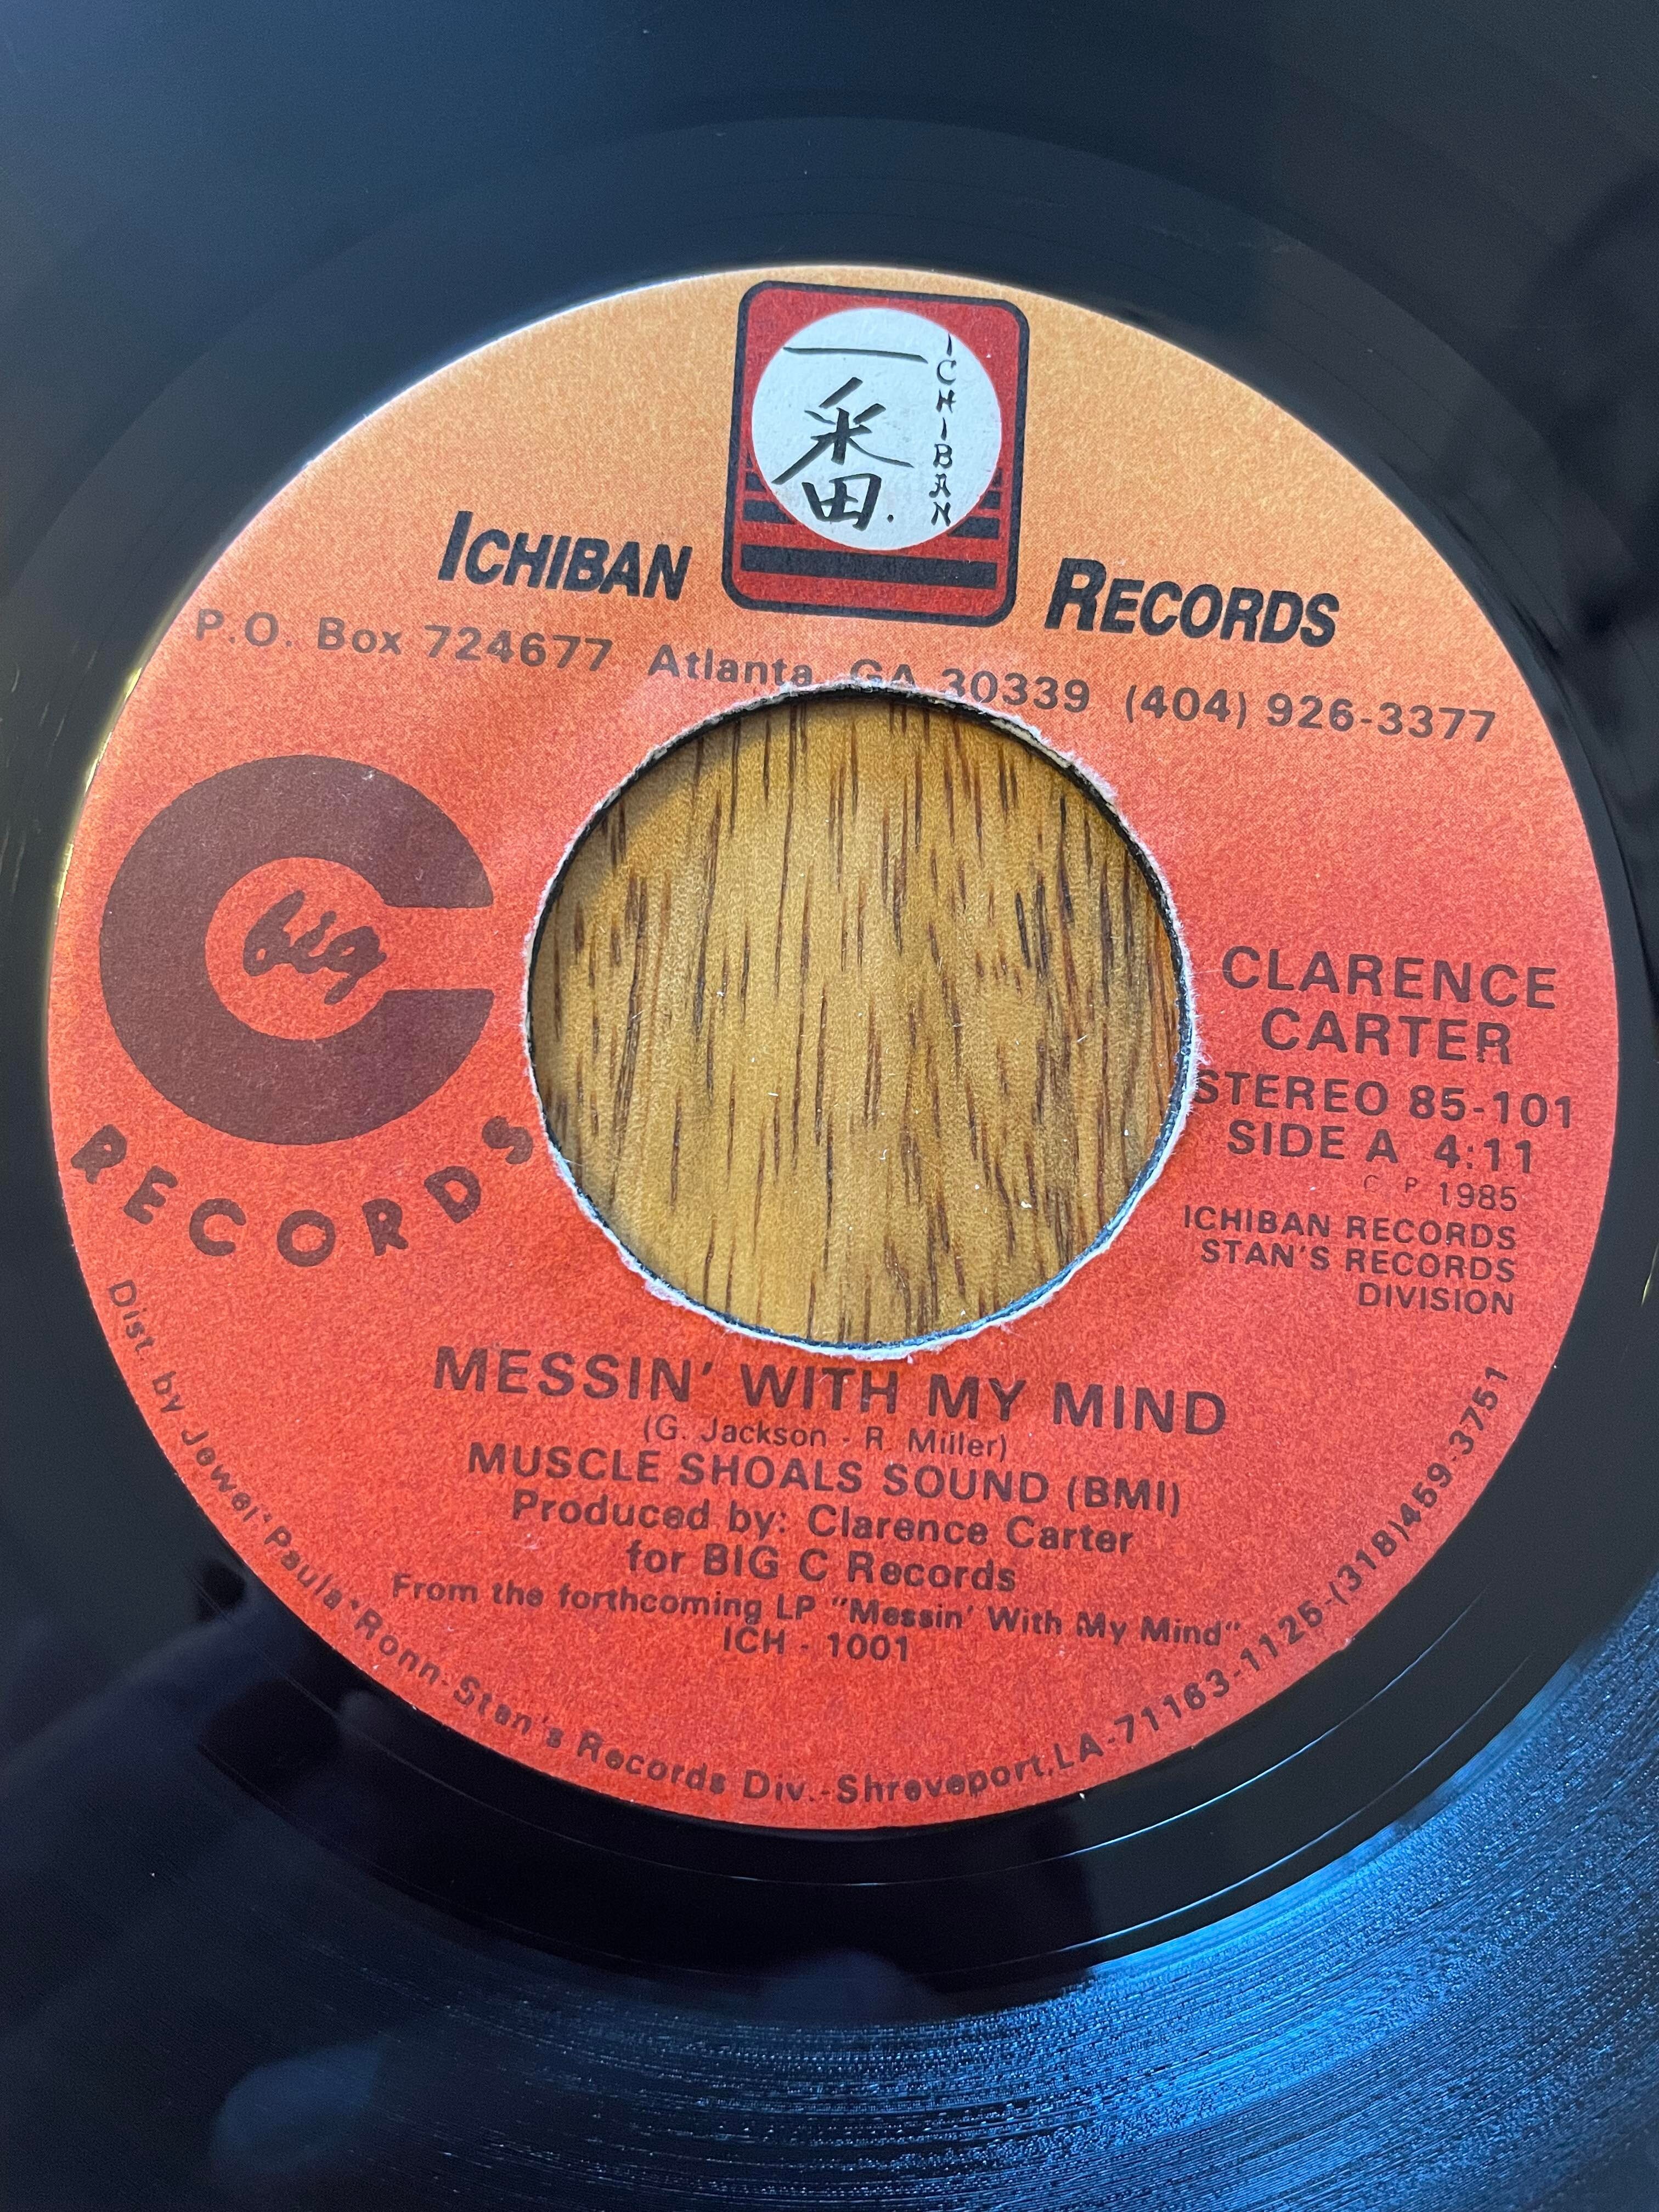 一番.
ICHIBAN
ICHIBAN RECORDS
P.O. Box 724677 Atlanta, GA 30339 (404) 926-3377
big
RECORDS
CLARENCE
CARTER
STEREO 85-101
SIDE A 4:11
C P 1985
ICHIBAN RECORDS
STAN'S RECORDS
DIVISION
MESSIN' WITH MY MIND
(G. Jackson - R. Miller)
MUSCLE SHOALS SOUND (BMI)
Produced by: Clarence Carter
for BIG C Records
From the forthcoming LP "Messin' With My Mind"
ICH - 1001
Dist. by Jewel•Paula•Ronn-Stan's Records Div.-Shreveport,LA-71163-1125-(318)459-3751